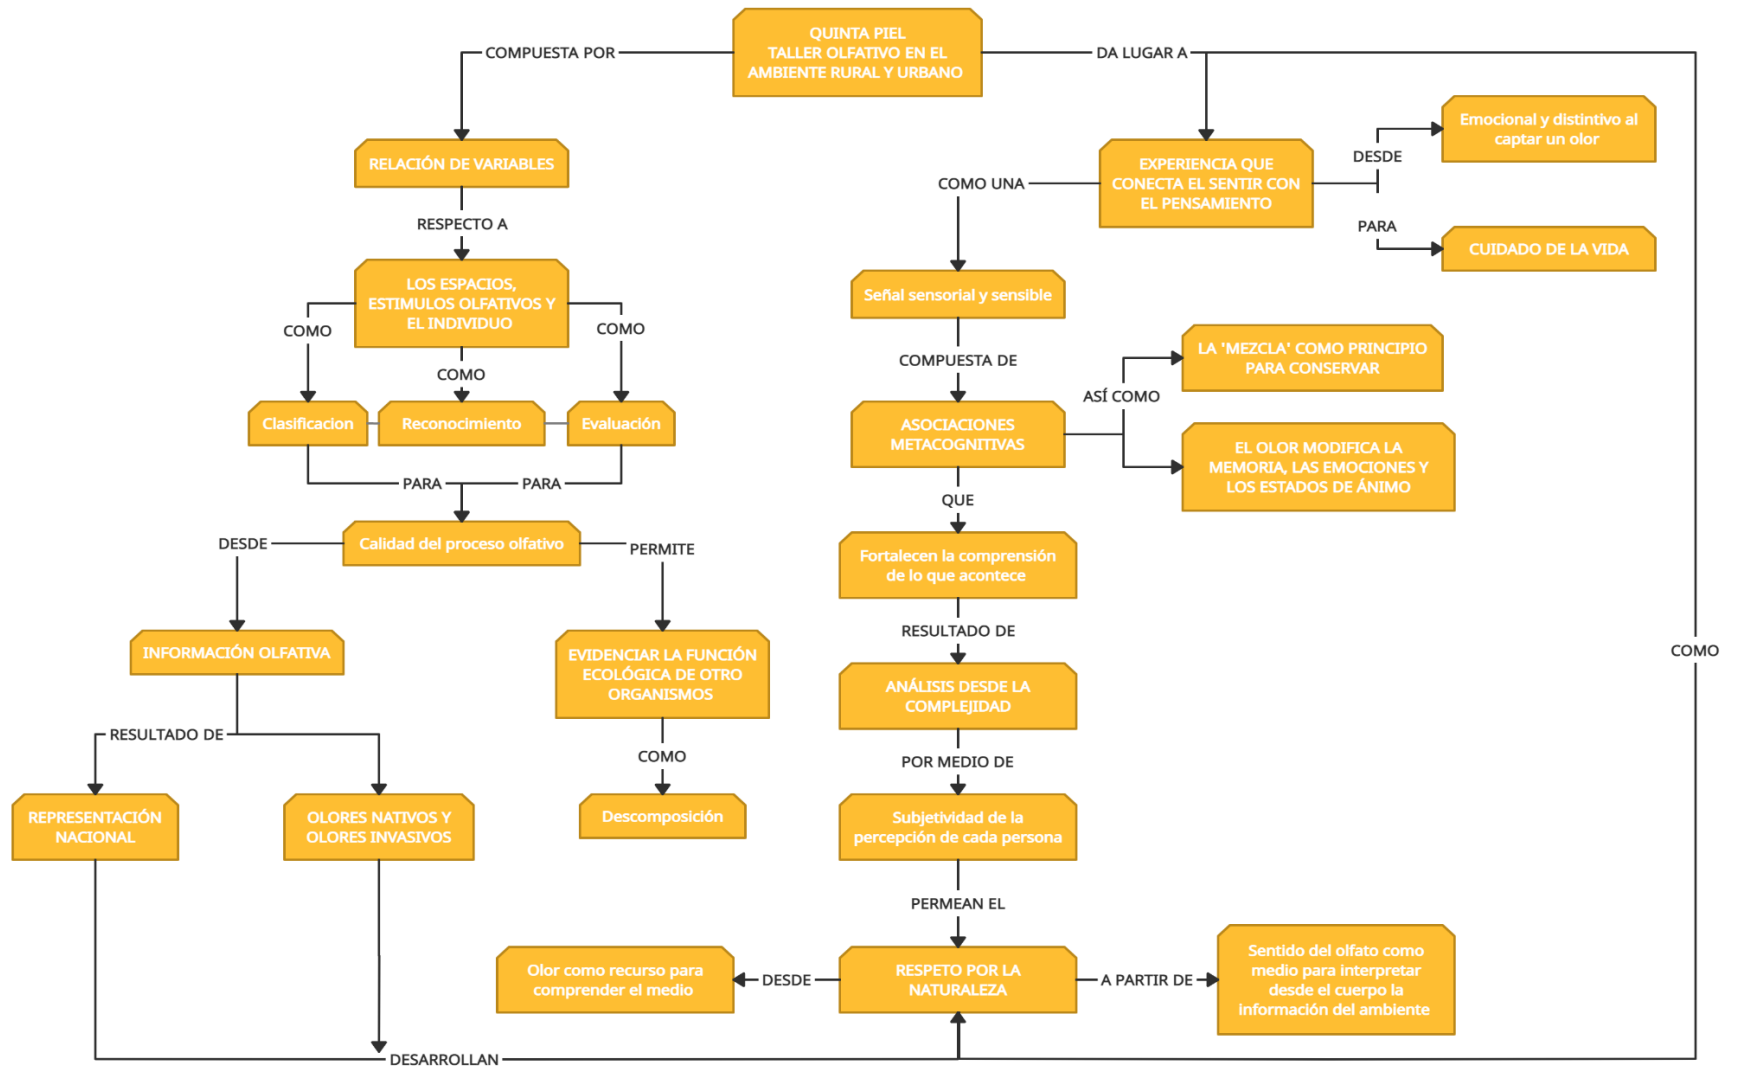 QUINTA PIEL
TALLER OLFATIVO EN EL
AMBIENTE RURAL Y URBANO
COMPUESTA POR
DA LUGAR A
RELACIÓN DE VARIABLES
RESPECTO A
LOS ESPACIOS,
ESTIMULOS OLFATIVOS Y
EL INDIVIDUO
COMO
COMO
COMO
Clasificacion
Reconocimiento
Evaluación
PARA
PARA
Calidad del proceso olfativo
DESDE
PERMITE
INFORMACIÓN OLFATIVA
EVIDENCIAR LA FUNCIÓN
ECOLÓGICA DE OTRO
ORGANISMOS
RESULTADO DE
COMO
REPRESENTACIÓN
NACIONAL
OLORES NATIVOS Y
OLORES INVASIVOS
Descomposición
DESARROLLAN
EXPERIENCIA QUE
CONECTA EL SENTIR CON
EL PENSAMIENTO
DESDE
Emocional y distintivo al
captar un olor
PARA
CUIDADO DE LA VIDA
COMO UNA
Señal sensorial y sensible
COMPUESTA DE
ASOCIACIONES
METACOGNITIVAS
ASÍ COMO
LA 'MEZCLA' COMO PRINCIPIO
PARA CONSERVAR
EL OLOR MODIFICA LA
MEMORIA, LAS EMOCIONES Y
LOS ESTADOS DE ÁNIMO
QUE
Fortalecen la comprensión
de lo que acontece
RESULTADO DE
ANÁLISIS DESDE LA
COMPLEJIDAD
POR MEDIO DE
Subjetividad de la
percepción de cada persona
PERMEAN EL
RESPETO POR LA
NATURALEZA
DESDE
Olor como recurso para
comprender el medio
A PARTIR DE
Sentido del olfato como
medio para interpretar
desde el cuerpo la
información del ambiente
COMO